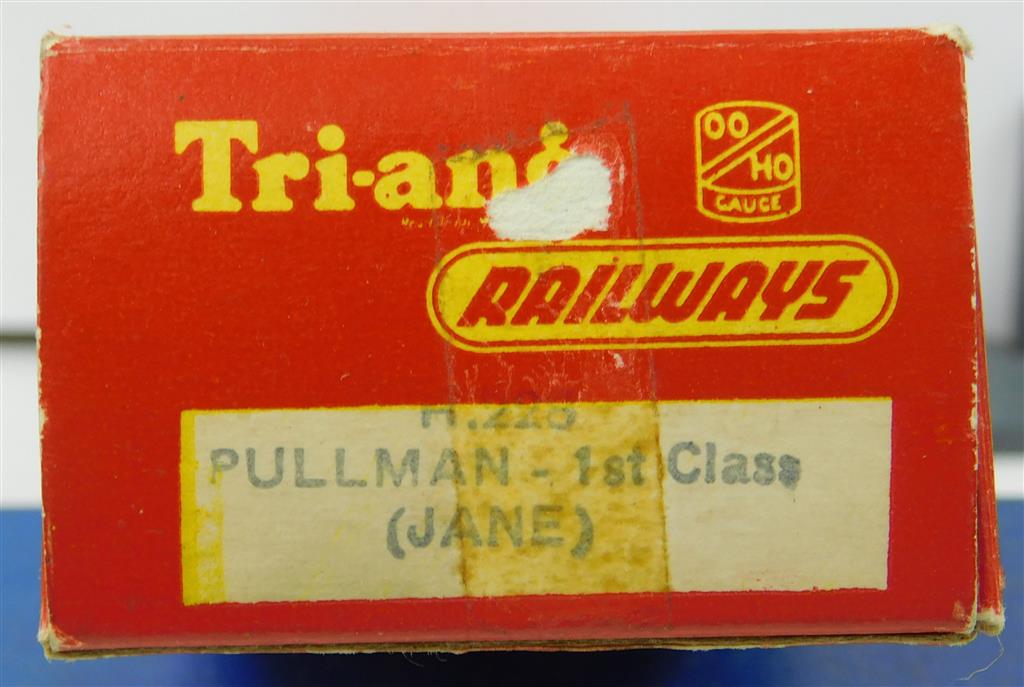 Tri-ang
OO
HO
GAUGE
RAILWAYS
PULLMAN - 1st Class
(JANE)